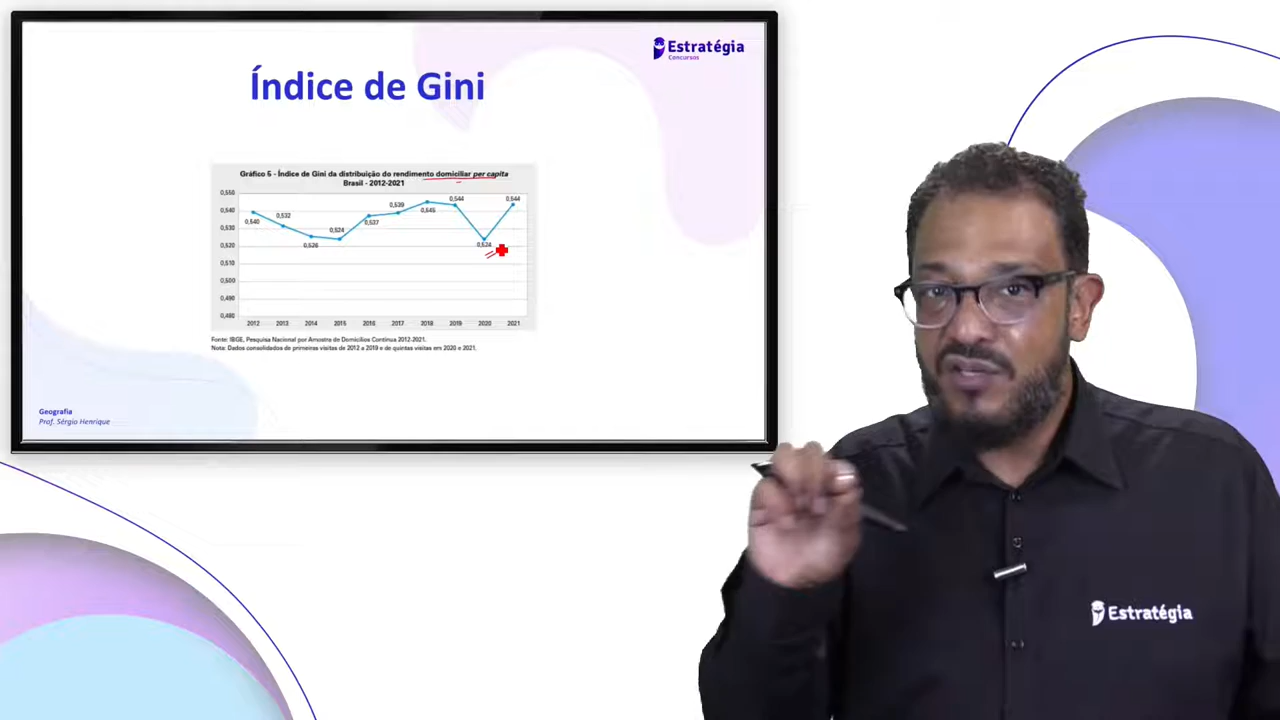 Estratégia
Concursos
Índice de Gini
Gráfico 5 - Índice de Gini da distribuição do rendimento domiciliar per capita
Brasil - 2012-2021
0,550
0,540
0,530
0,520
0,510
0,500
0,490
0,480
0,540
0,532
0,526
0,524
0,537
0,539
0,545
0,544
0,524
0,544
2012 2013 2014 2015 2016 2017 2018 2019 2020 2021
Fonte: IBGE, Pesquisa Nacional por Amostra de Domicílios Contínua 2012-2021.
Nota: Dados consolidados de primeiras visitas de 2012 a 2019 e de quintas visitas em 2020 e 2021.
Geografia
Prof. Sérgio Henrique
Estratégia